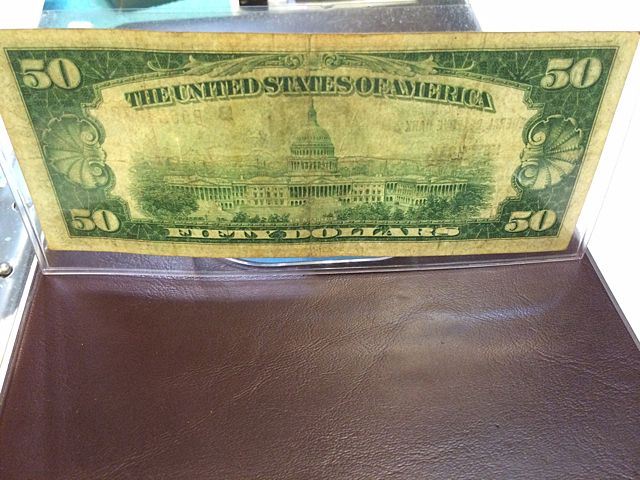 50 50
THE UNITED STATES OF AMERICA
50 50
FIFTY DOLLARS